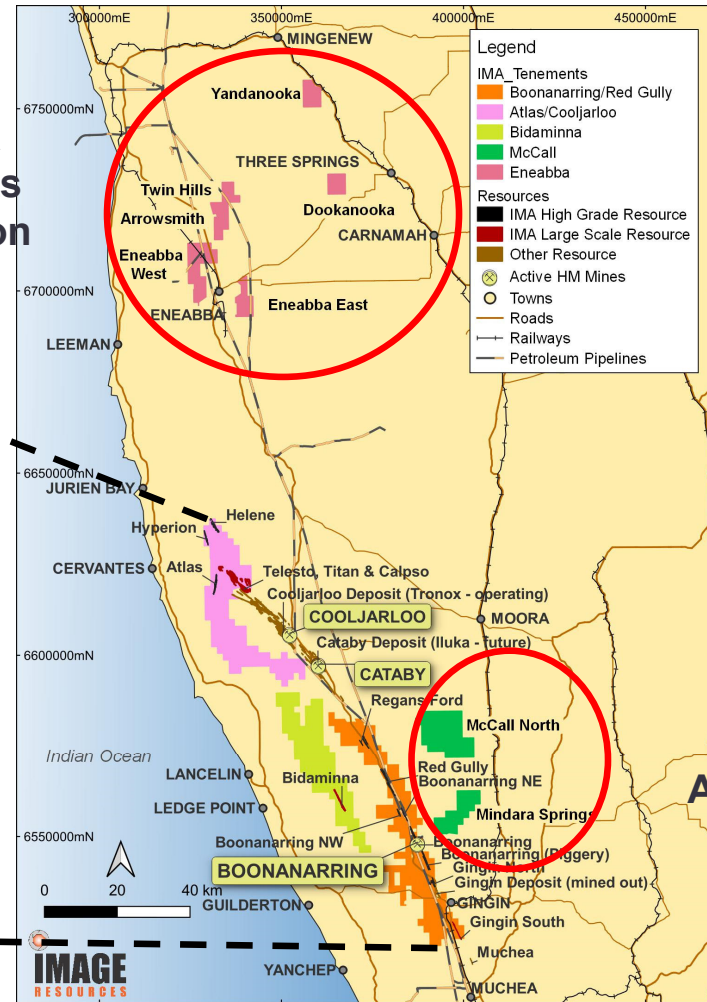 300000mE
350000mE
400000mE
450000mE
MINGENEW
6750000mN
Yandanooka
THREE SPRINGS
Twin Hills
Dookanooka
Arrowsmith
CARNAMAH
Eneabba
West
6700000mN
Eneabba East
ENEABBA
LEEMAN
s
on
Legend
IMA_Tenements
Boonanarring/Red Gully
Atlas/Cooljarloo
Bidaminna
McCall
Eneabba
Resources
IMA High Grade Resource
IMA Large Scale Resource
Other Resource
Active HM Mines
Towns
Roads
Railways
Petroleum Pipelines
6650000mN
JURIEN BAY
Helene
Hyperion
CERVANTES
Atlas
Telesto, Titan & Calpso
Cooljarloo Deposit (Tronox - operating)
COOLJARLOO
MOORA
Cataby Deposit (Iluka - future)
6600000mN
CATABY
Regans Ford
McCall North
Indian Ocean
Red Gully
LANCELIN
Bidaminna
Boonanarring NE
A
LEDGE POINT
Mindara Springs
6550000mN
Boonanarring NW
Boonanarring
Boonanarring (Piggery)
BOONANARRING
Gingin North
Gingin Deposit (mined out)
0 20 40 km
GUILDERTON
GINGIN
Gingin South
Muchea
IMAGE
RESOURCES
YANCHEP
MUCHEA